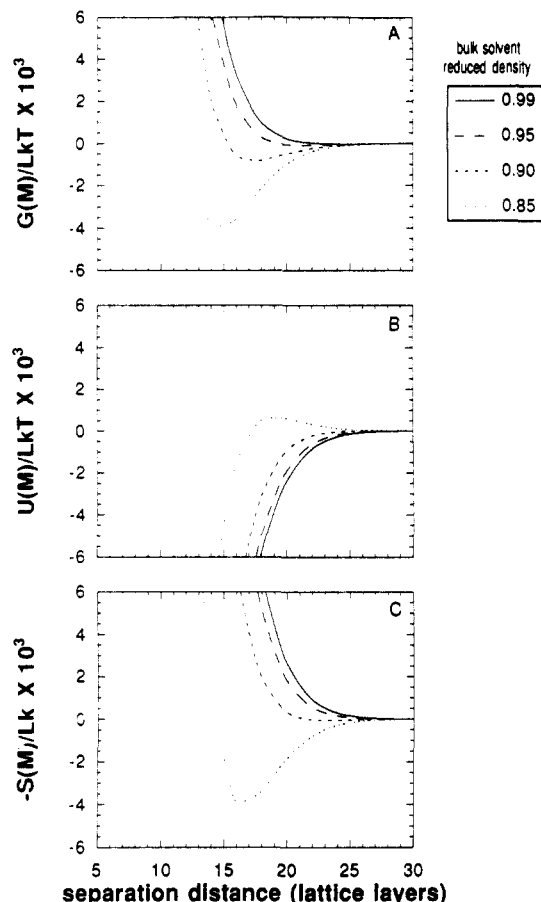 A
G(M)/LkT X 10³
6
4
2
0
-2
-4
-6
bulk solvent
reduced density
0.99
0.95
0.90
0.85
B
U(M)/LkT X 10³
6
4
2
0
-2
-4
-6
C
-S(M)/Lk X 10³
6
4
2
0
-2
-4
-6
5 10 15 20 25 30
separation distance (lattice layers)